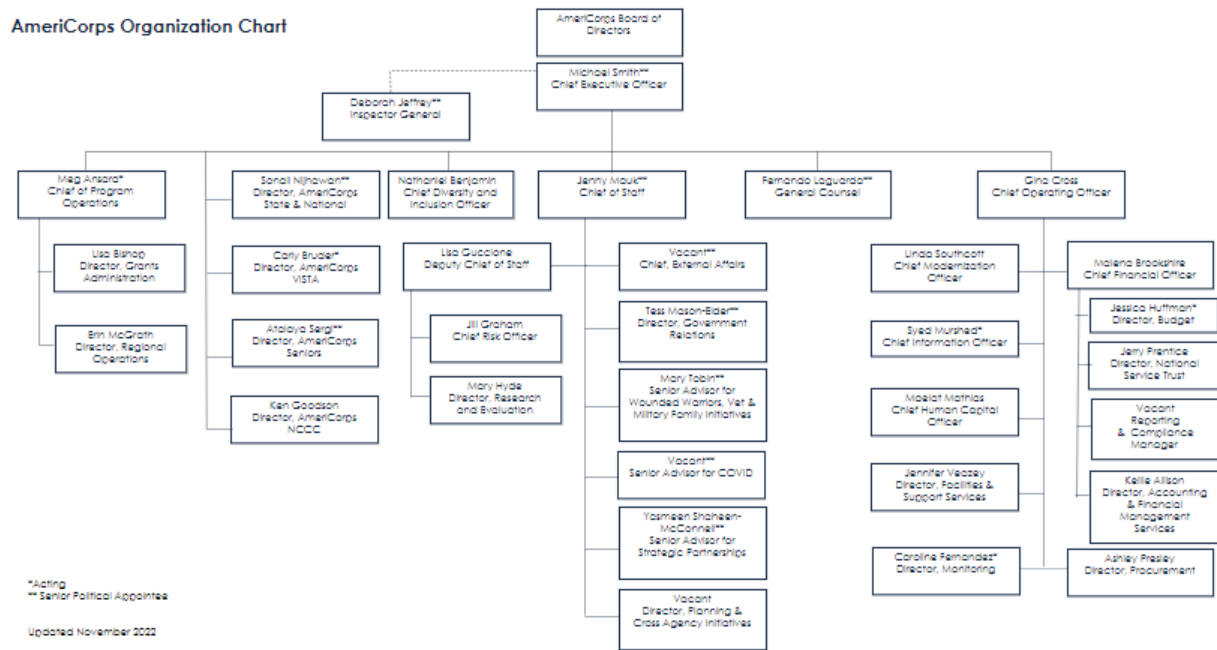 AmeriCorps Organization Chart
AmeriCorps Board of
Directors
Michael Smith**
Chief Executive Officer
Deborah Jeffrey**
Inspector General
Meg Ansara*
Chief of Program
Operations
Lisa Bishop
Director, Grants
Administration
Erin McGrath
Director, Regional
Operations
Sonali Nijhawan**
Director, AmeriCorps
State & National
Carly Bruder*
Director, AmeriCorps
VISTA
Atalaya Sergi**
Director, AmeriCorps
Seniors
Ken Goodson
Director, AmeriCorps
NCCC
Nathaniel Benjamin
Chief Diversity and
Inclusion Officer
Jenny Mauk**
Chief of Staff
Lisa Guccione
Deputy Chief of Staff
Jill Graham
Chief Risk Officer
Mary Hyde
Director, Research
and Evaluation
Vacant**
Chief, External Affairs
Tess Mason-Elder**
Director, Government
Relations
Mary Tobin**
Senior Advisor for
Wounded Warriors, Vet &
Military Family Initiatives
Vacant**
Senior Advisor for COVID
Yasmeen Shaheen-
McConnell**
Senior Advisor for
Strategic Partnerships
Vacant
Director, Planning &
Cross Agency Initiatives
Fernando Laguarda**
General Counsel
Gina Cross
Chief Operating Officer
Linda Southcott
Chief Modernization
Officer
Syed Murshed*
Chief Information Officer
Maelat Mathias
Chief Human Capital
Officer
Jennifer Veazey
Director, Facilities &
Support Services
Caroline Fernandez*
Director, Monitoring
Malena Brookshire
Chief Financial Officer
Jessica Huffman*
Director, Budget
Jerry Prentice
Director, National
Service Trust
Vacant
Reporting
& Compliance
Manager
Kellie Allison
Director, Accounting
& Financial
Management
Services
Ashley Presley
Director, Procurement
*Acting
** Senior Political Appointee
Updated November 2022